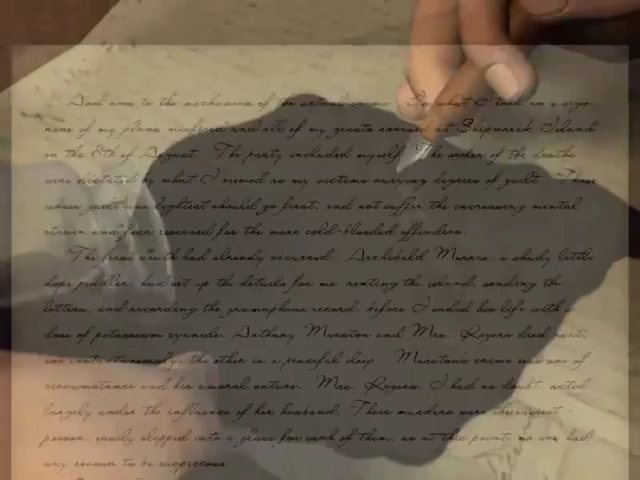 And now to the mechanics of the actual crime. In what I took as a sign,
none of my plans misfired and all of my guests arrived at Shipwreck Island
on the 8th of August. The party included myself. The order of the deaths
were dictated by what I viewed as my victims varying degrees of guilt. Those
whose guilt was lightest should go first, and not suffer the increasing mental
strain and fear reserved for the more cold-blooded offenders.
The first death had already occurred. Archibald Morris, a shady little
dope peddler, had set up the details for me renting the island, sending the
letters, and recording the gramophone record, before I ended his life with a
dose of potassium cyanide. Anthony Marston and Mrs. Rogers died next,
one instantaneously, the other in a peaceful sleep. Marston's crime was one of
circumstance and his amoral nature. Mrs. Rogers, I had no doubt, acted
largely under the influence of her husband. Their murders were the easiest
poison, easily slipped into a glass for each of them, as at this point, no one had
any reason to be suspicious